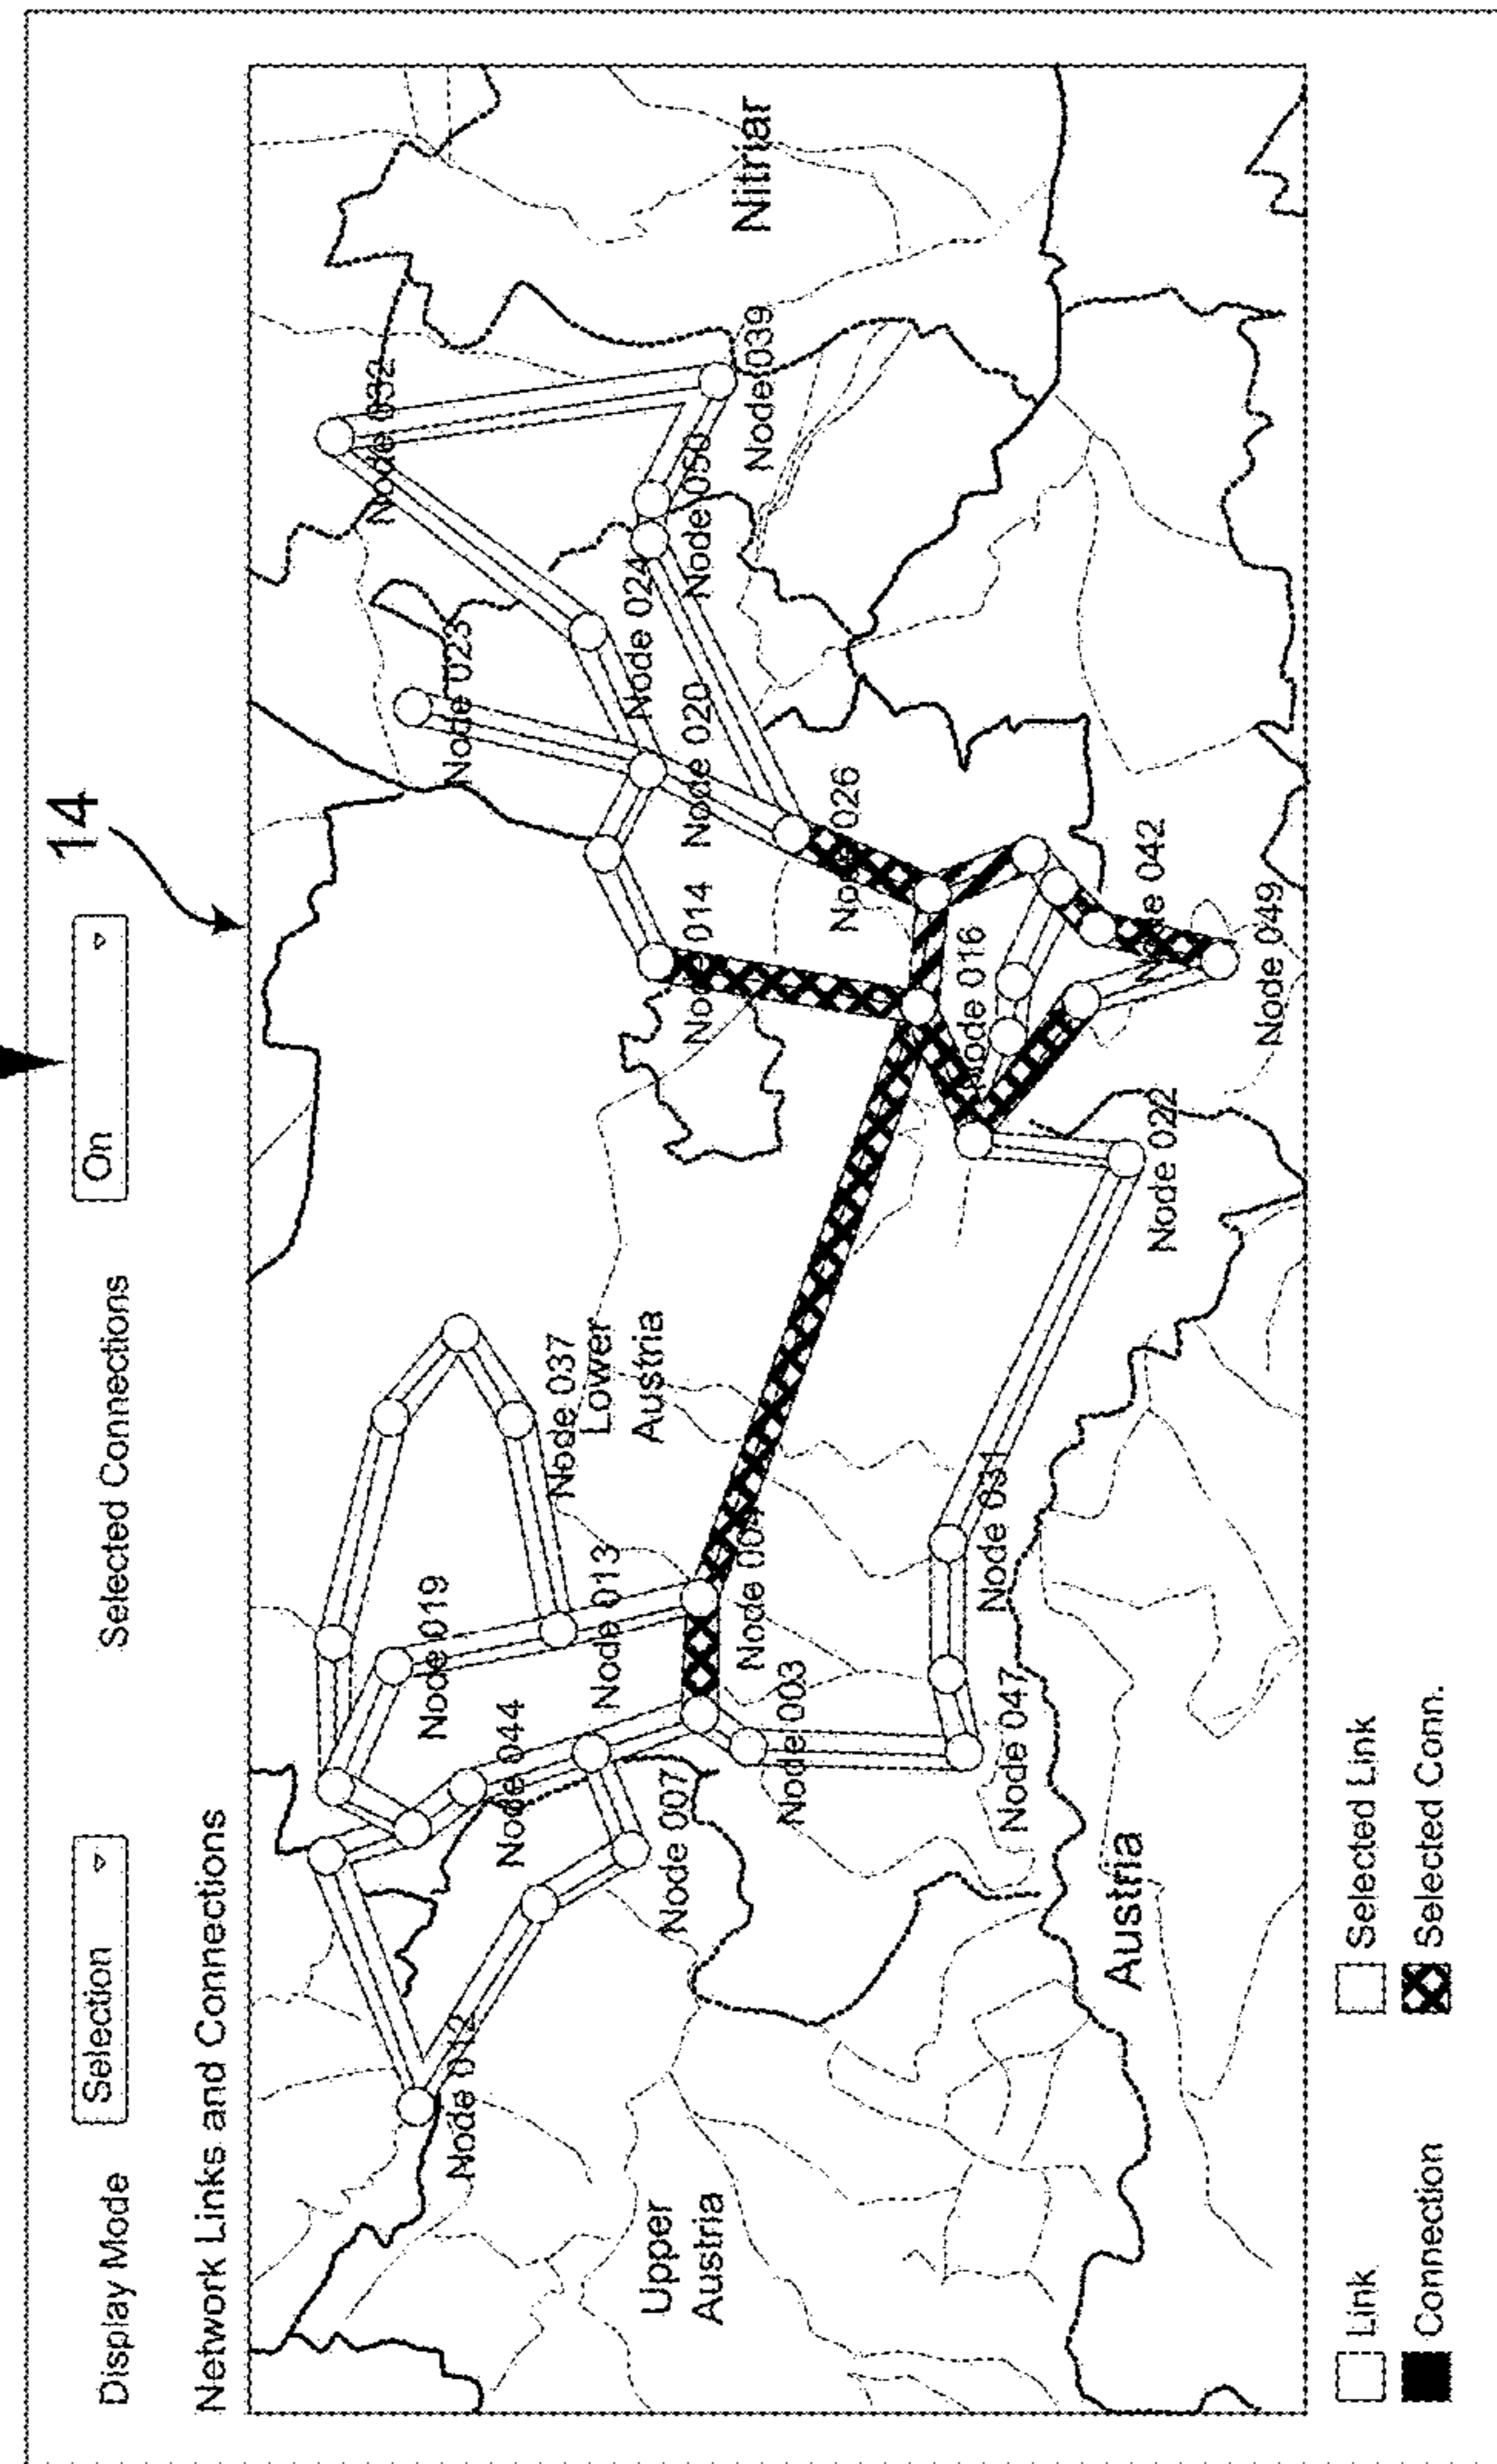 14
Display Mode
Selection
Selected Connections
On
Network Links and Connections
Node 032
Node 023
Node 012
Node 019
Node 044
Node 037
Lower
Austria
Node 013
Node 024
Node 020
Node 050
Node 039
Nitriar
Upper
Austria
Node 007
Node 014
Node 004
Node 003
Node 026
Node 016
Node 031
Node 047
Node 042
Node 022
Node 049
Austria
Link
Selected Link
Connection
Selected Conn.